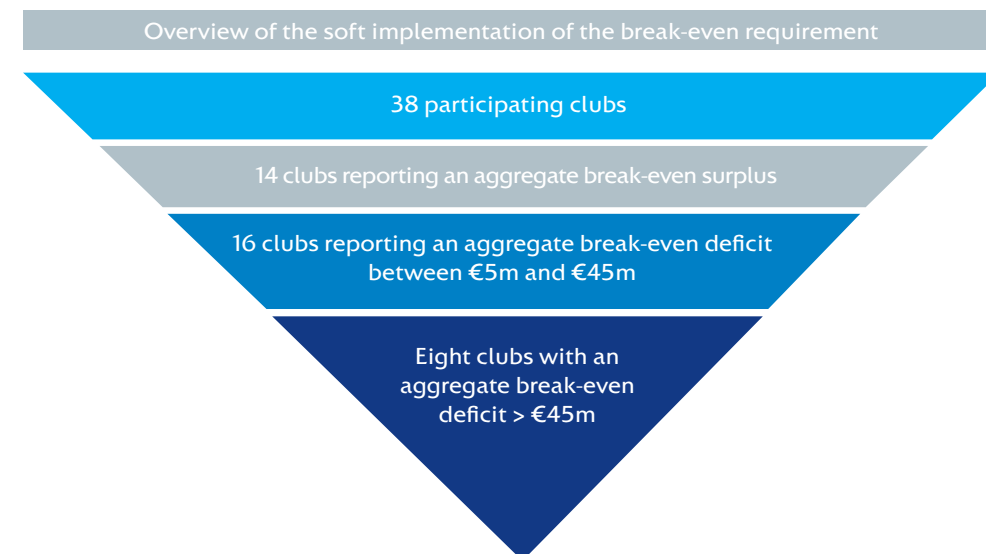 Overview of the soft implementation of the break-even requirement
38 participating clubs
14 clubs reporting an aggregate break-even surplus
16 clubs reporting an aggregate break-even deficit
between €5m and €45m
Eight clubs with an
aggregate break-even
deficit > €45m